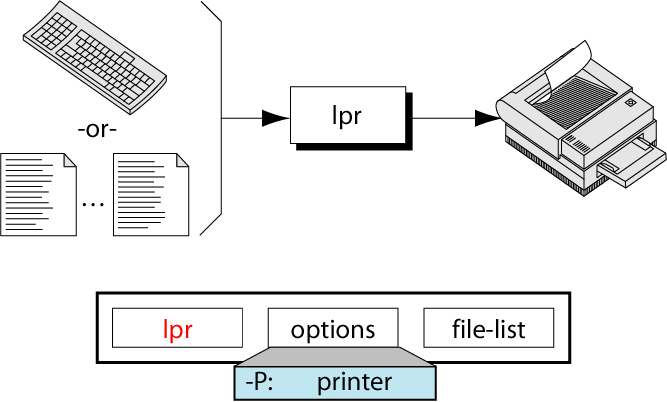 -or-
...
lpr
lpr
options
file-list
-P: printer